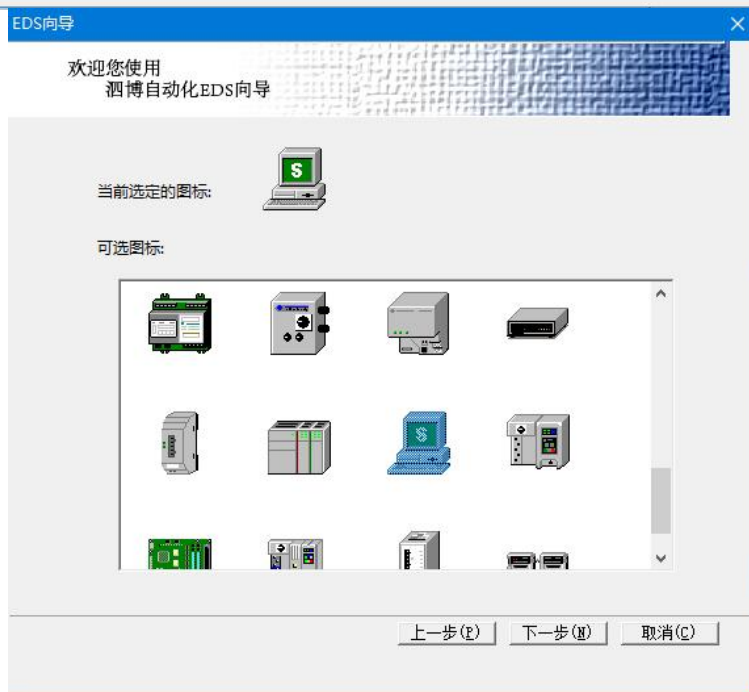 EDS向导
欢迎您使用
泗博自动化EDS向导
当前选定的图标:
S
可选图标:
S
上一步(P)
下一步(N)
取消(C)